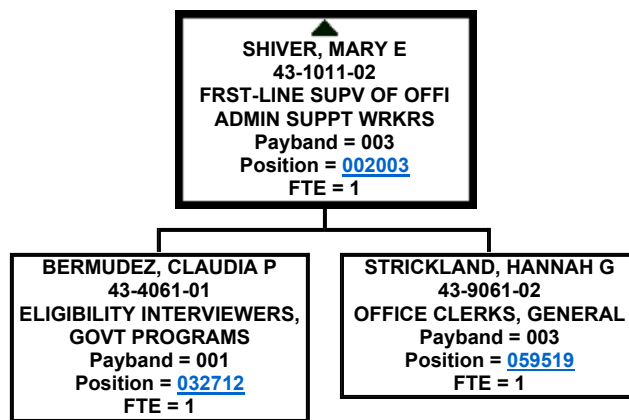 SHIVER, MARY E
43-1011-02
FRST-LINE SUPV OF OFFI
ADMIN SUPPT WRKRS
Payband = 003
Position = 002003
FTE = 1
BERMUDEZ, CLAUDIA P
43-4061-01
ELIGIBILITY INTERVIEWERS,
GOVT PROGRAMS
Payband = 001
Position = 032712
FTE = 1
STRICKLAND, HANNAH G
43-9061-02
OFFICE CLERKS, GENERAL
Payband = 003
Position = 059519
FTE = 1